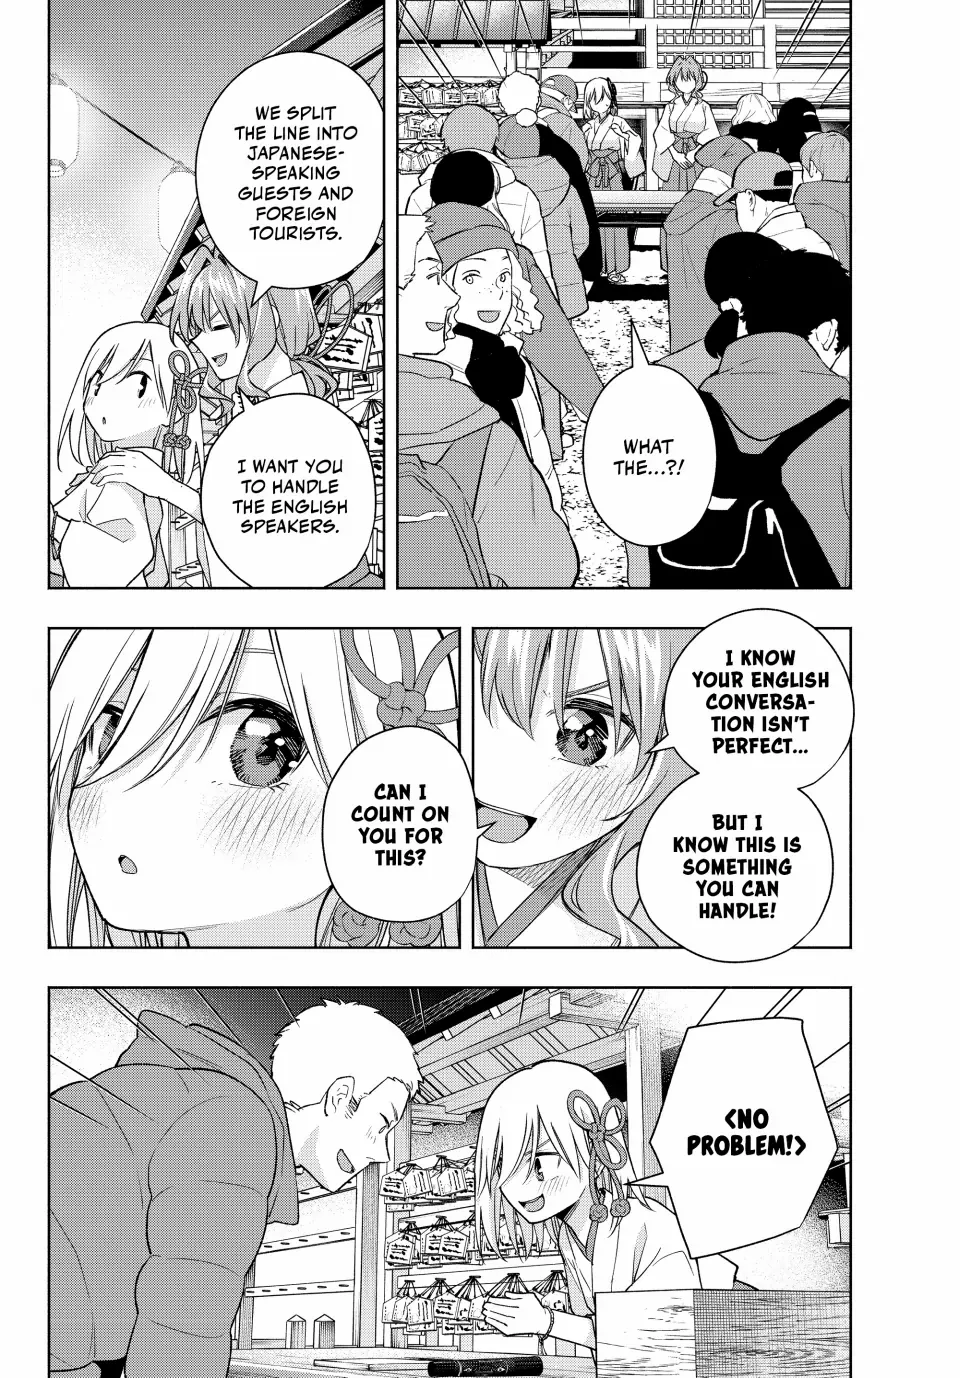 WHAT
THE...?!
WE SPLIT
THE LINE INTO
JAPANESE-
SPEAKING
GUESTS AND
FOREIGN
TOURISTS.
I WANT YOU
TO HANDLE
THE ENGLISH
SPEAKERS.
I KNOW
YOUR ENGLISH
CONVERSA-
TION ISN'T
PERFECT...
BUT I
KNOW THIS IS
SOMETHING
YOU CAN
HANDLE!
CAN I
COUNT ON
YOU FOR
THIS?
<NO
PROBLEM!>